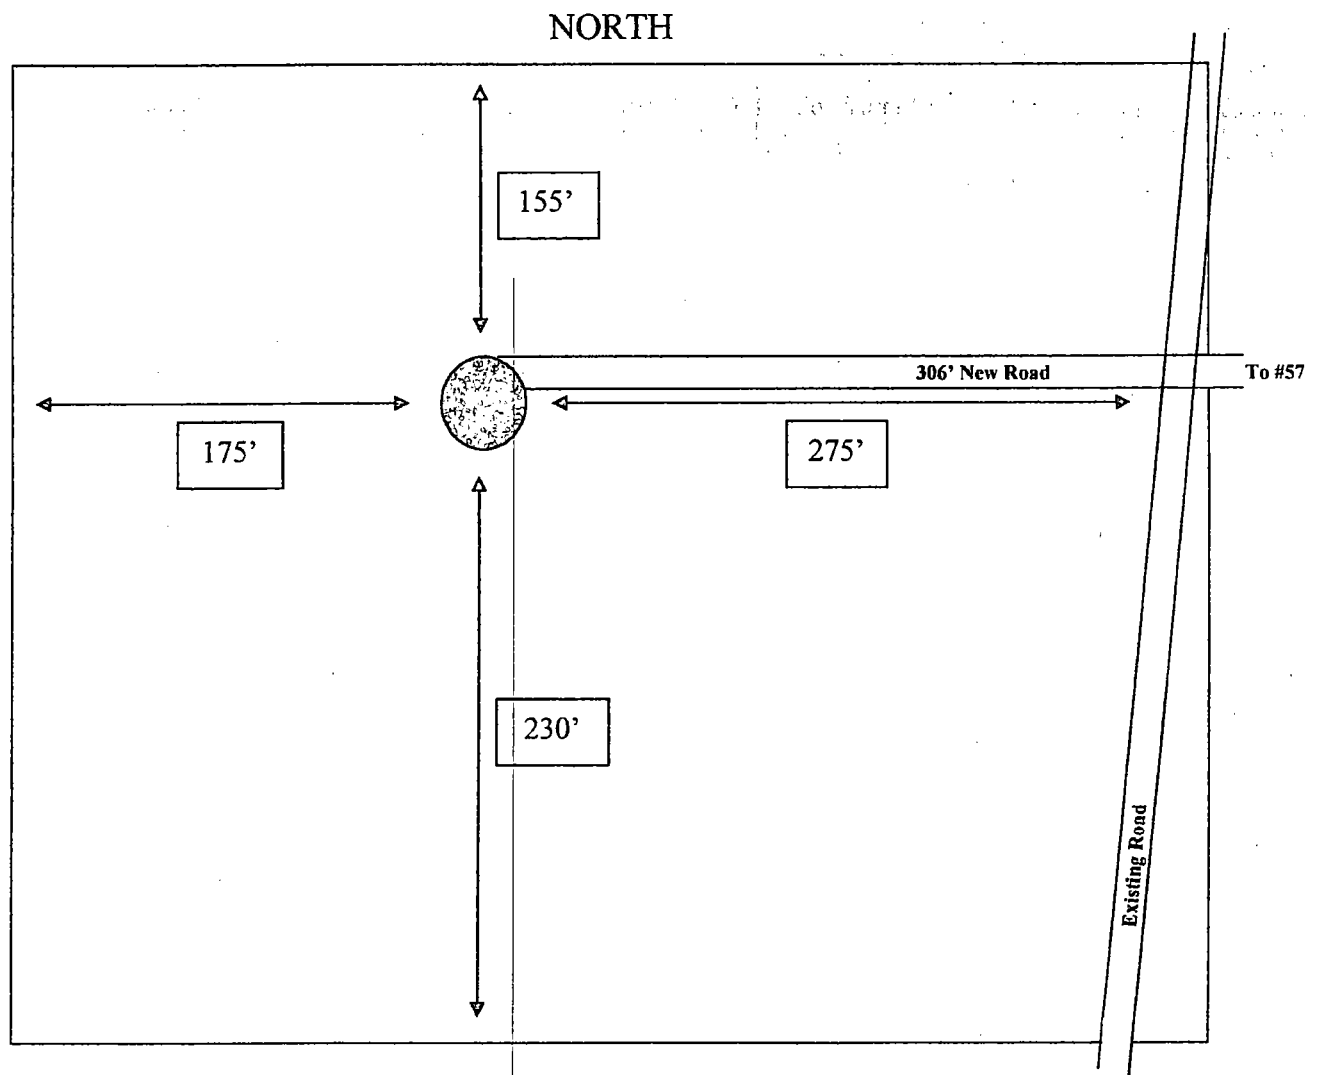 NORTH
155’
306’ New Road
To #57
175’
275’
230’
Existing Road